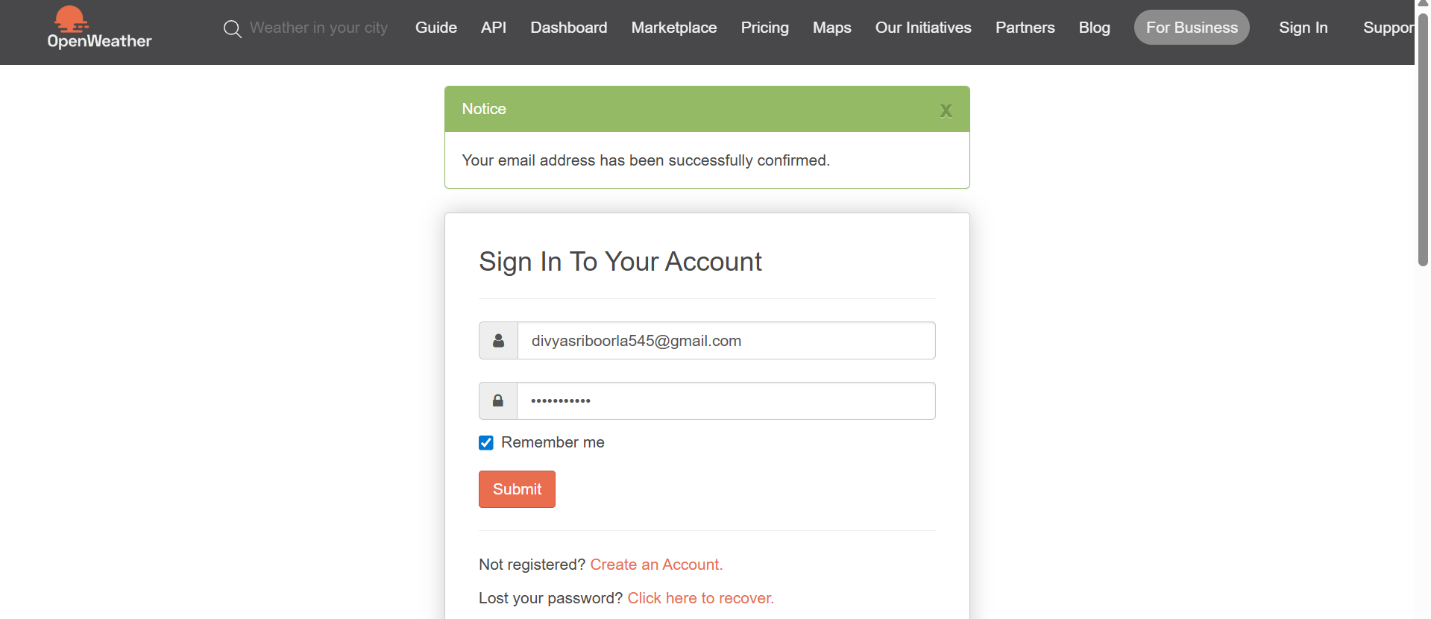 OpenWeather
Weather in your city Guide API Dashboard Marketplace Pricing Maps Our Initiatives Partners Blog For Business Sign In Suppor
Notice x
Your email address has been successfully confirmed.
Sign In To Your Account
divyasriboorla545@gmail.com
•••••••••••
Remember me
Submit
Not registered? Create an Account.
Lost your password? Click here to recover.